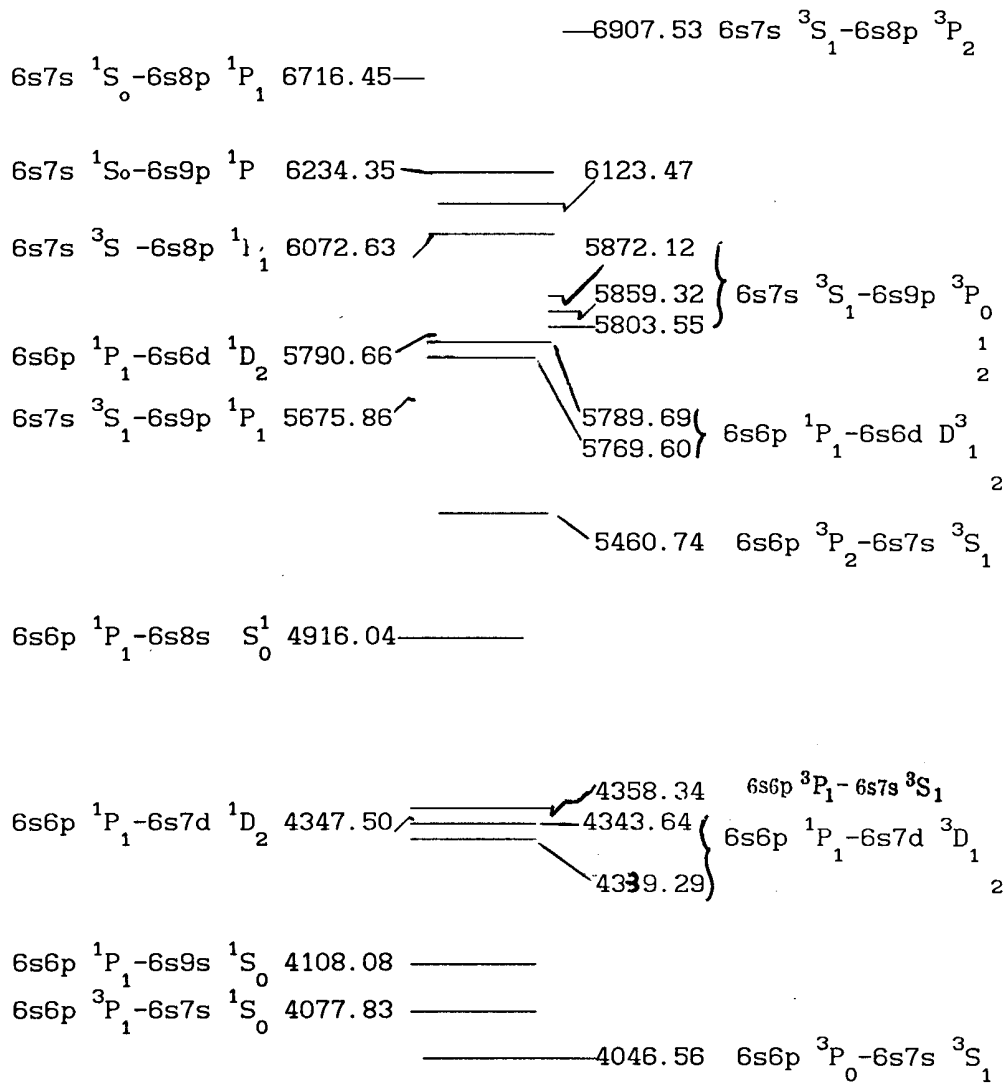 6907.53 6s7s ³S₁-6s8p ³P₂
6s7s ¹S₀-6s8p ¹P₁ 6716.45
6s7s ¹S₀-6s9p ¹P 6234.35
6123.47
6s7s ³S -6s8p ₁ 6072.63
5872.12
5859.32 6s7s ³S₁-6s9p ³P₀
5803.55
1
2
6s6p ¹P₁-6s6d ¹D₂ 5790.66
6s7s ³S₁-6s9p ¹P₁ 5675.86
5789.69 6s6p ¹P₁-6s6d D³₁
5769.60
2
5460.74 6s6p ³P₂-6s7s ³S₁
6s6p ¹P₁-6s8s S¹₀ 4916.04
4358.34 6s6p ³P₁- 6s7s ³S₁
6s6p ¹P₁-6s7d ¹D₂ 4347.50
4343.64 6s6p ¹P₁-6s7d ³D₁
4339.29 2
6s6p ¹P₁-6s9s ¹S₀ 4108.08
6s6p ³P₁-6s7s ¹S₀ 4077.83
4046.56 6s6p ³P₀-6s7s ³S₁